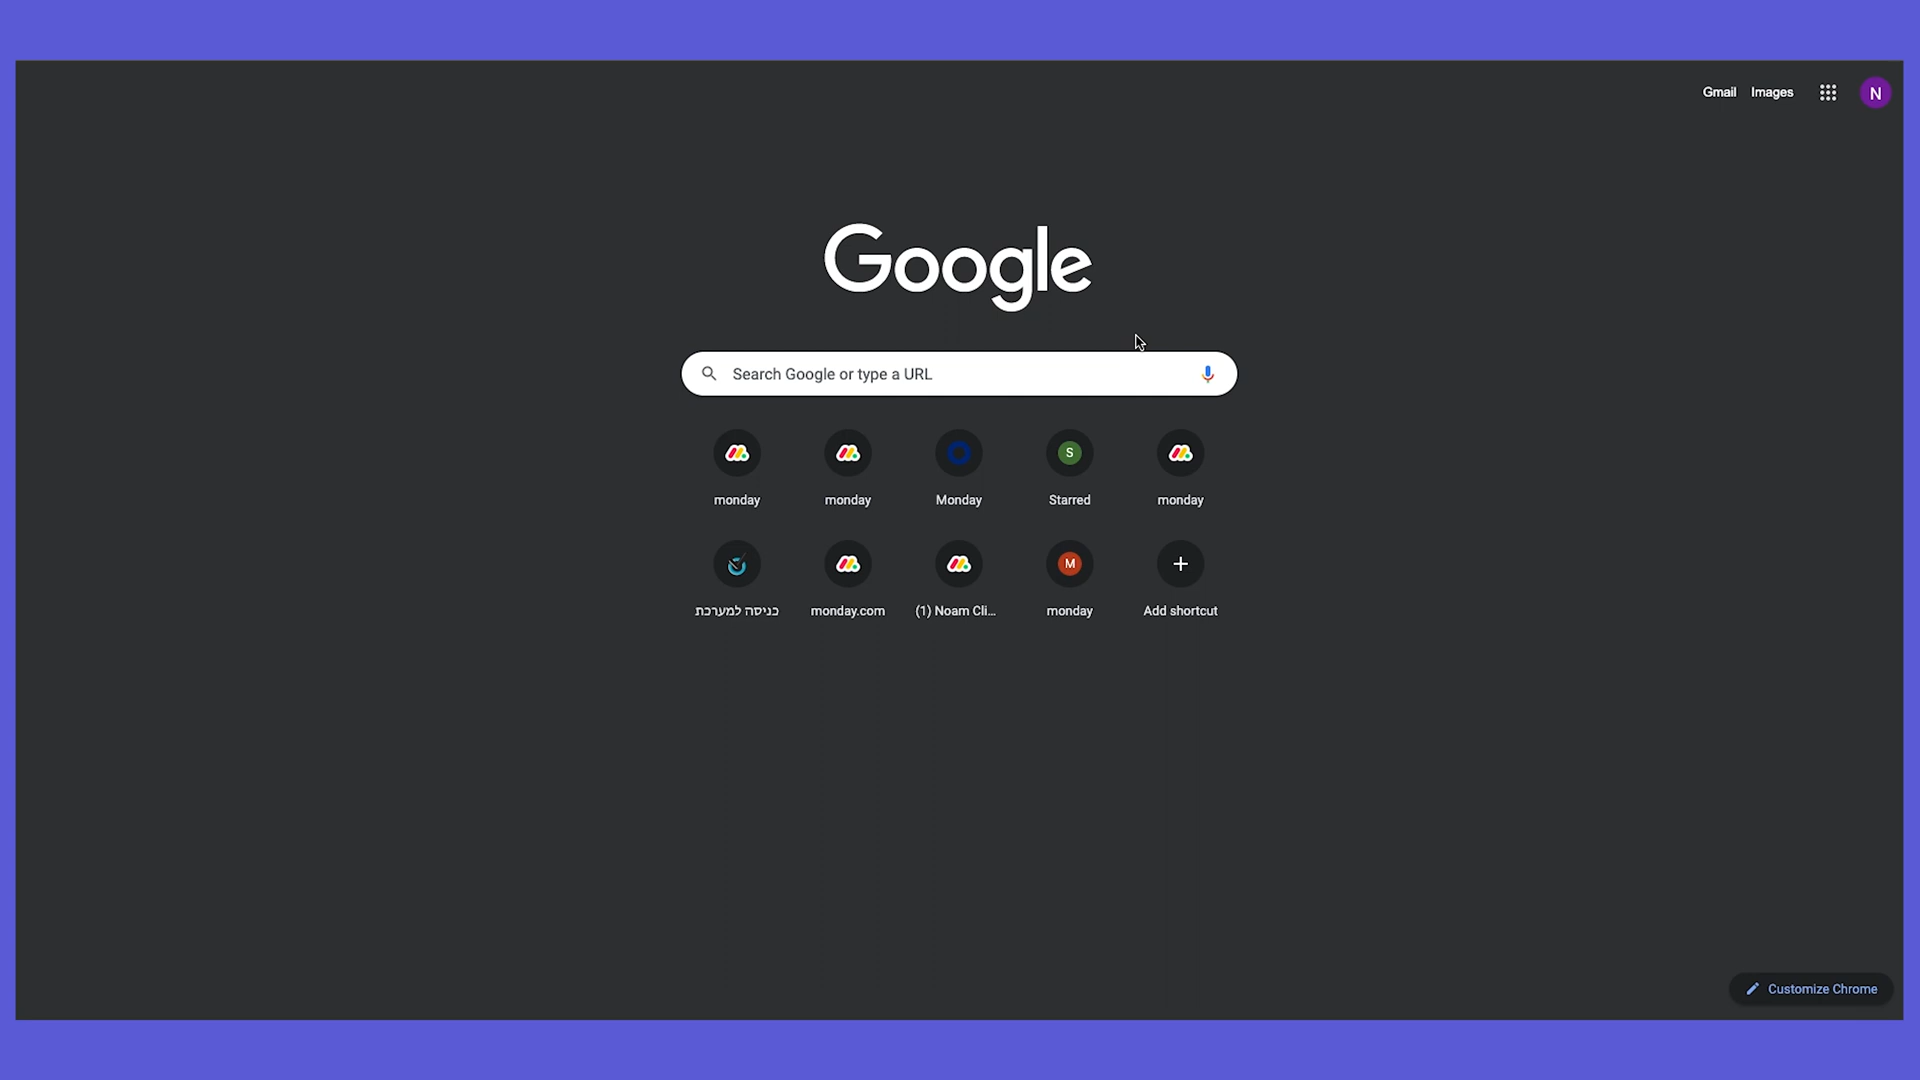 Gmail Images N
Google
Search Google or type a URL
S
monday monday Monday Starred monday
M
כניסה למערכת monday.com (1) Noam Cli... monday Add shortcut
Customize Chrome